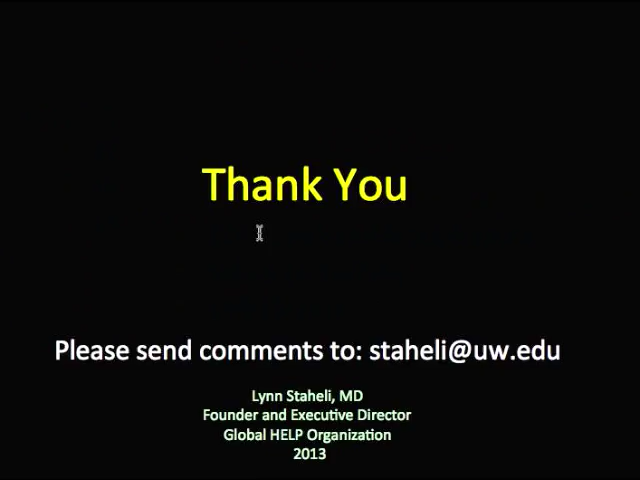 Thank You
Please send comments to: staheli@uw.edu
Lynn Staheli, MD
Founder and Executive Director
Global HELP Organization
2013